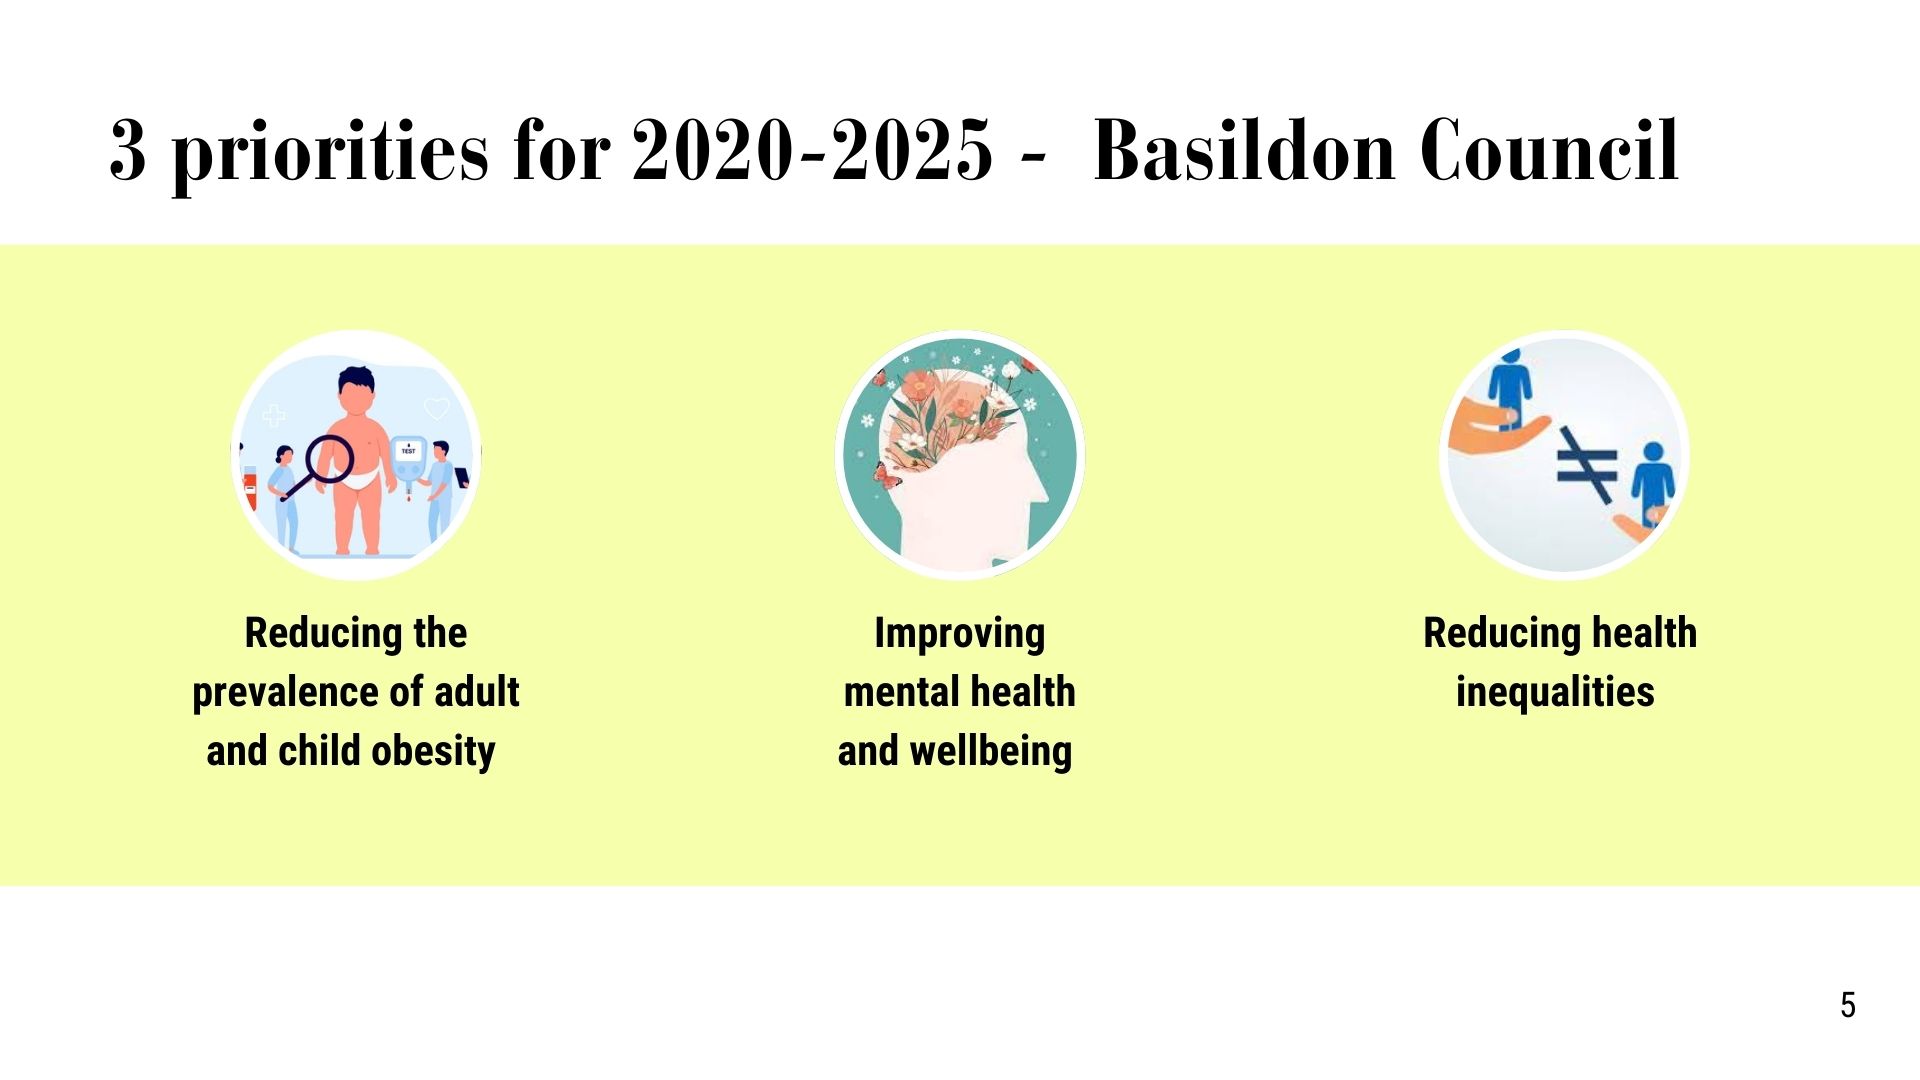 3 priorities for 2020-2025 - Basildon Council
TEST
Reducing the
prevalence of adult
and child obesity
Improving
mental health
and wellbeing
Reducing health
inequalities
5